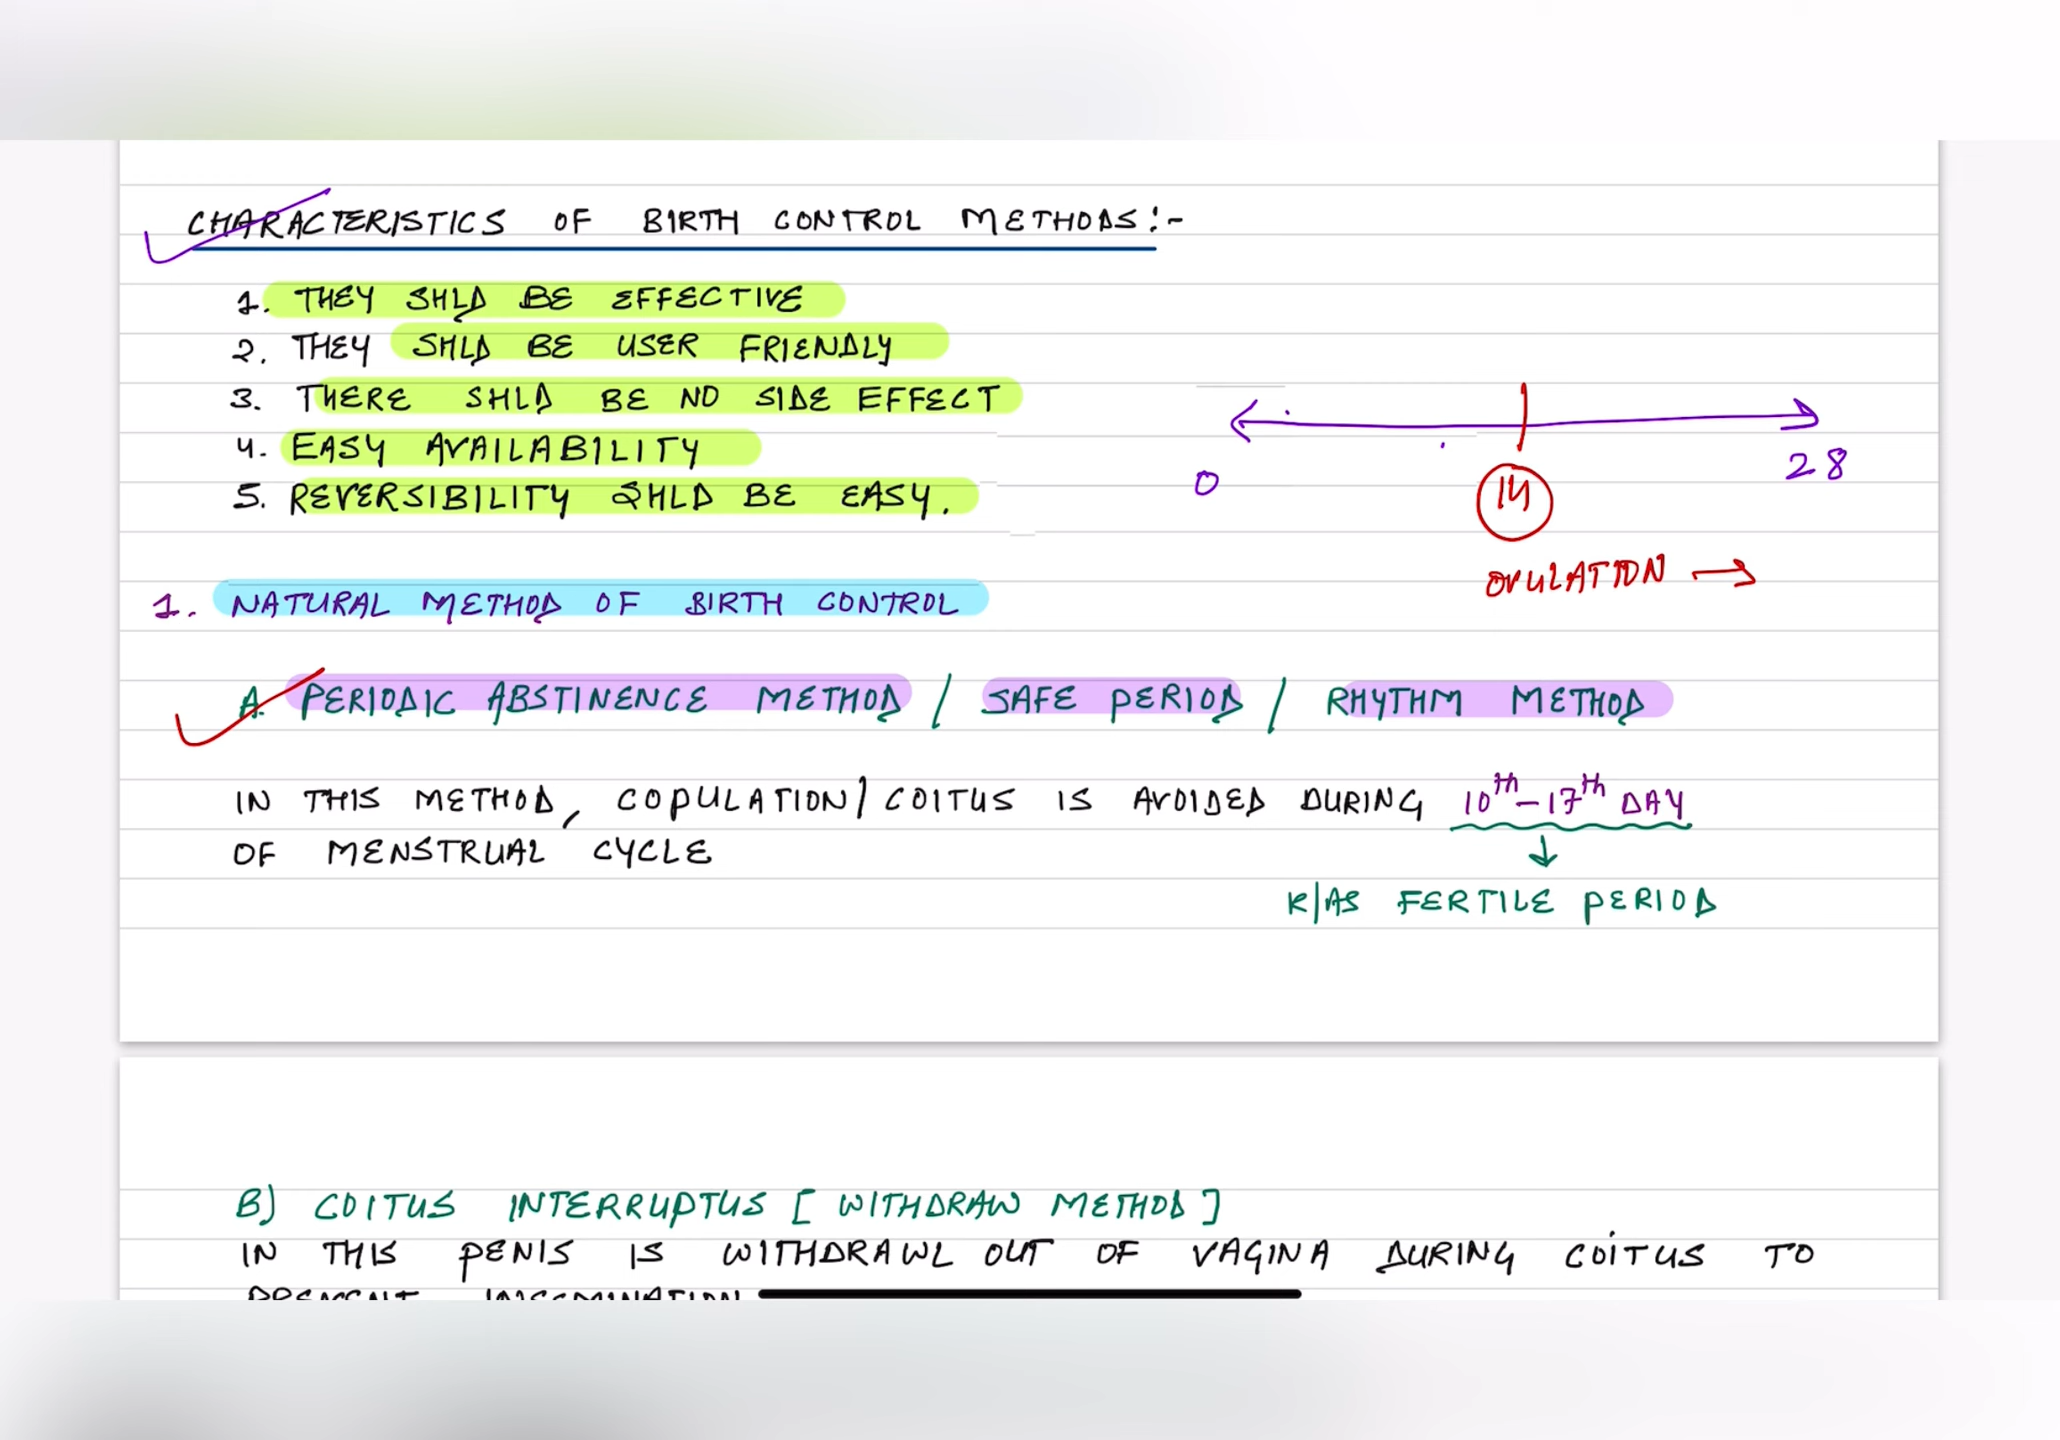 CHARACTERISTICS OF BIRTH CONTROL METHODS:-
1. THEY SHLD BE EFFECTIVE
2. THEY SHLD BE USER FRIENDLY
3. THERE SHLD BE NO SIDE EFFECT
4. EASY AVAILABILITY
5. REVERSIBILITY SHLD BE EASY.
0 14 28
OVULATION →
1. NATURAL METHOD OF BIRTH CONTROL
A. PERIODIC ABSTINENCE METHOD / SAFE PERIOD / RHYTHM METHOD
IN THIS METHOD, COPULATION/COITUS IS AVOIDED DURING 10th-17th DAY
OF MENSTRUAL CYCLE
↓
K/AS FERTILE PERIOD
B) COITUS INTERRUPTUS [WITHDRAW METHOD]
IN THIS PENIS IS WITHDRAWL OUT OF VAGINA DURING COITUS TO
INSEMINATION